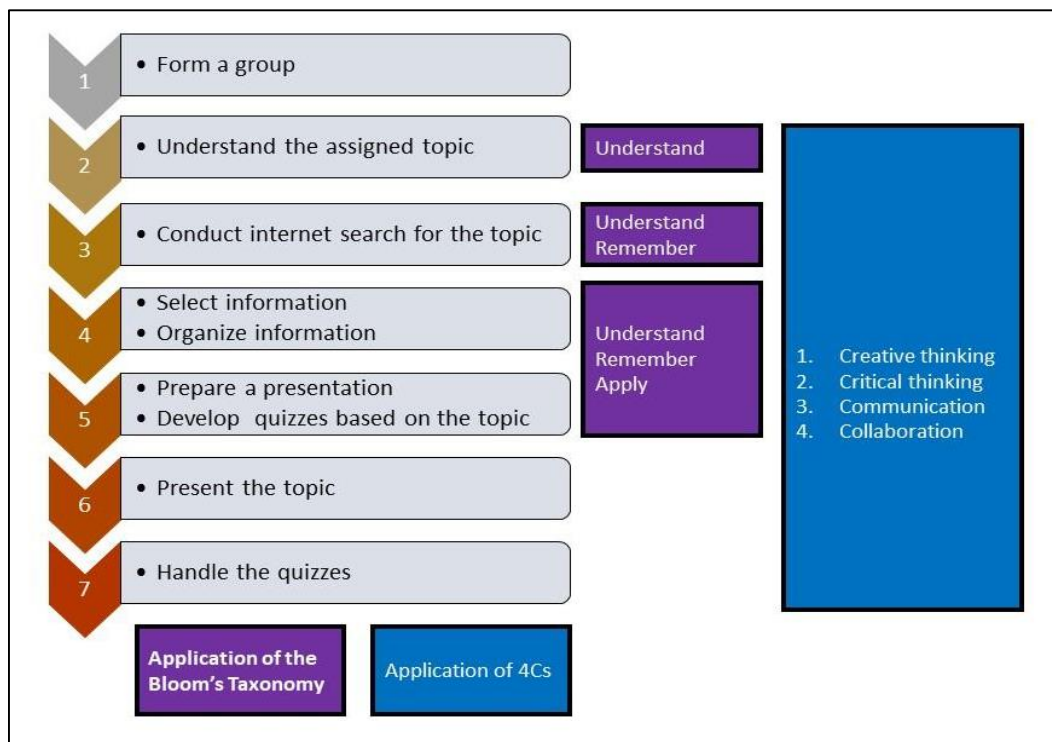 1
• Form a group
2
• Understand the assigned topic
Understand
3
• Conduct internet search for the topic
Understand
Remember
4
• Select information
• Organize information
Understand
Remember
Apply
5
• Prepare a presentation
• Develop quizzes based on the topic
1. Creative thinking
2. Critical thinking
3. Communication
4. Collaboration
6
• Present the topic
7
• Handle the quizzes
Application of the
Bloom's Taxonomy
Application of 4Cs